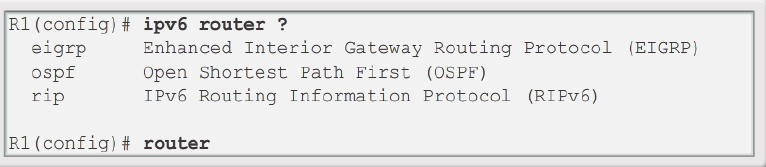 R1(config)# ipv6 router ?
eigrp Enhanced Interior Gateway Routing Protocol (EIGRP)
ospf Open Shortest Path First (OSPF)
rip IPv6 Routing Information Protocol (RIPv6)
R1(config)# router